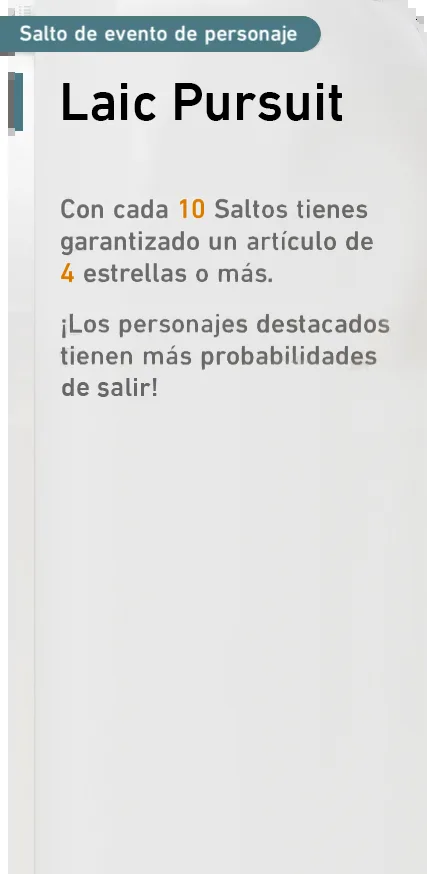 Salto de evento de personaje
Laic Pursuit
Con cada 10 Saltos tienes
garantizado un artículo de
4 estrellas o más.
¡Los personajes destacados
tienen más probabilidades
de salir!